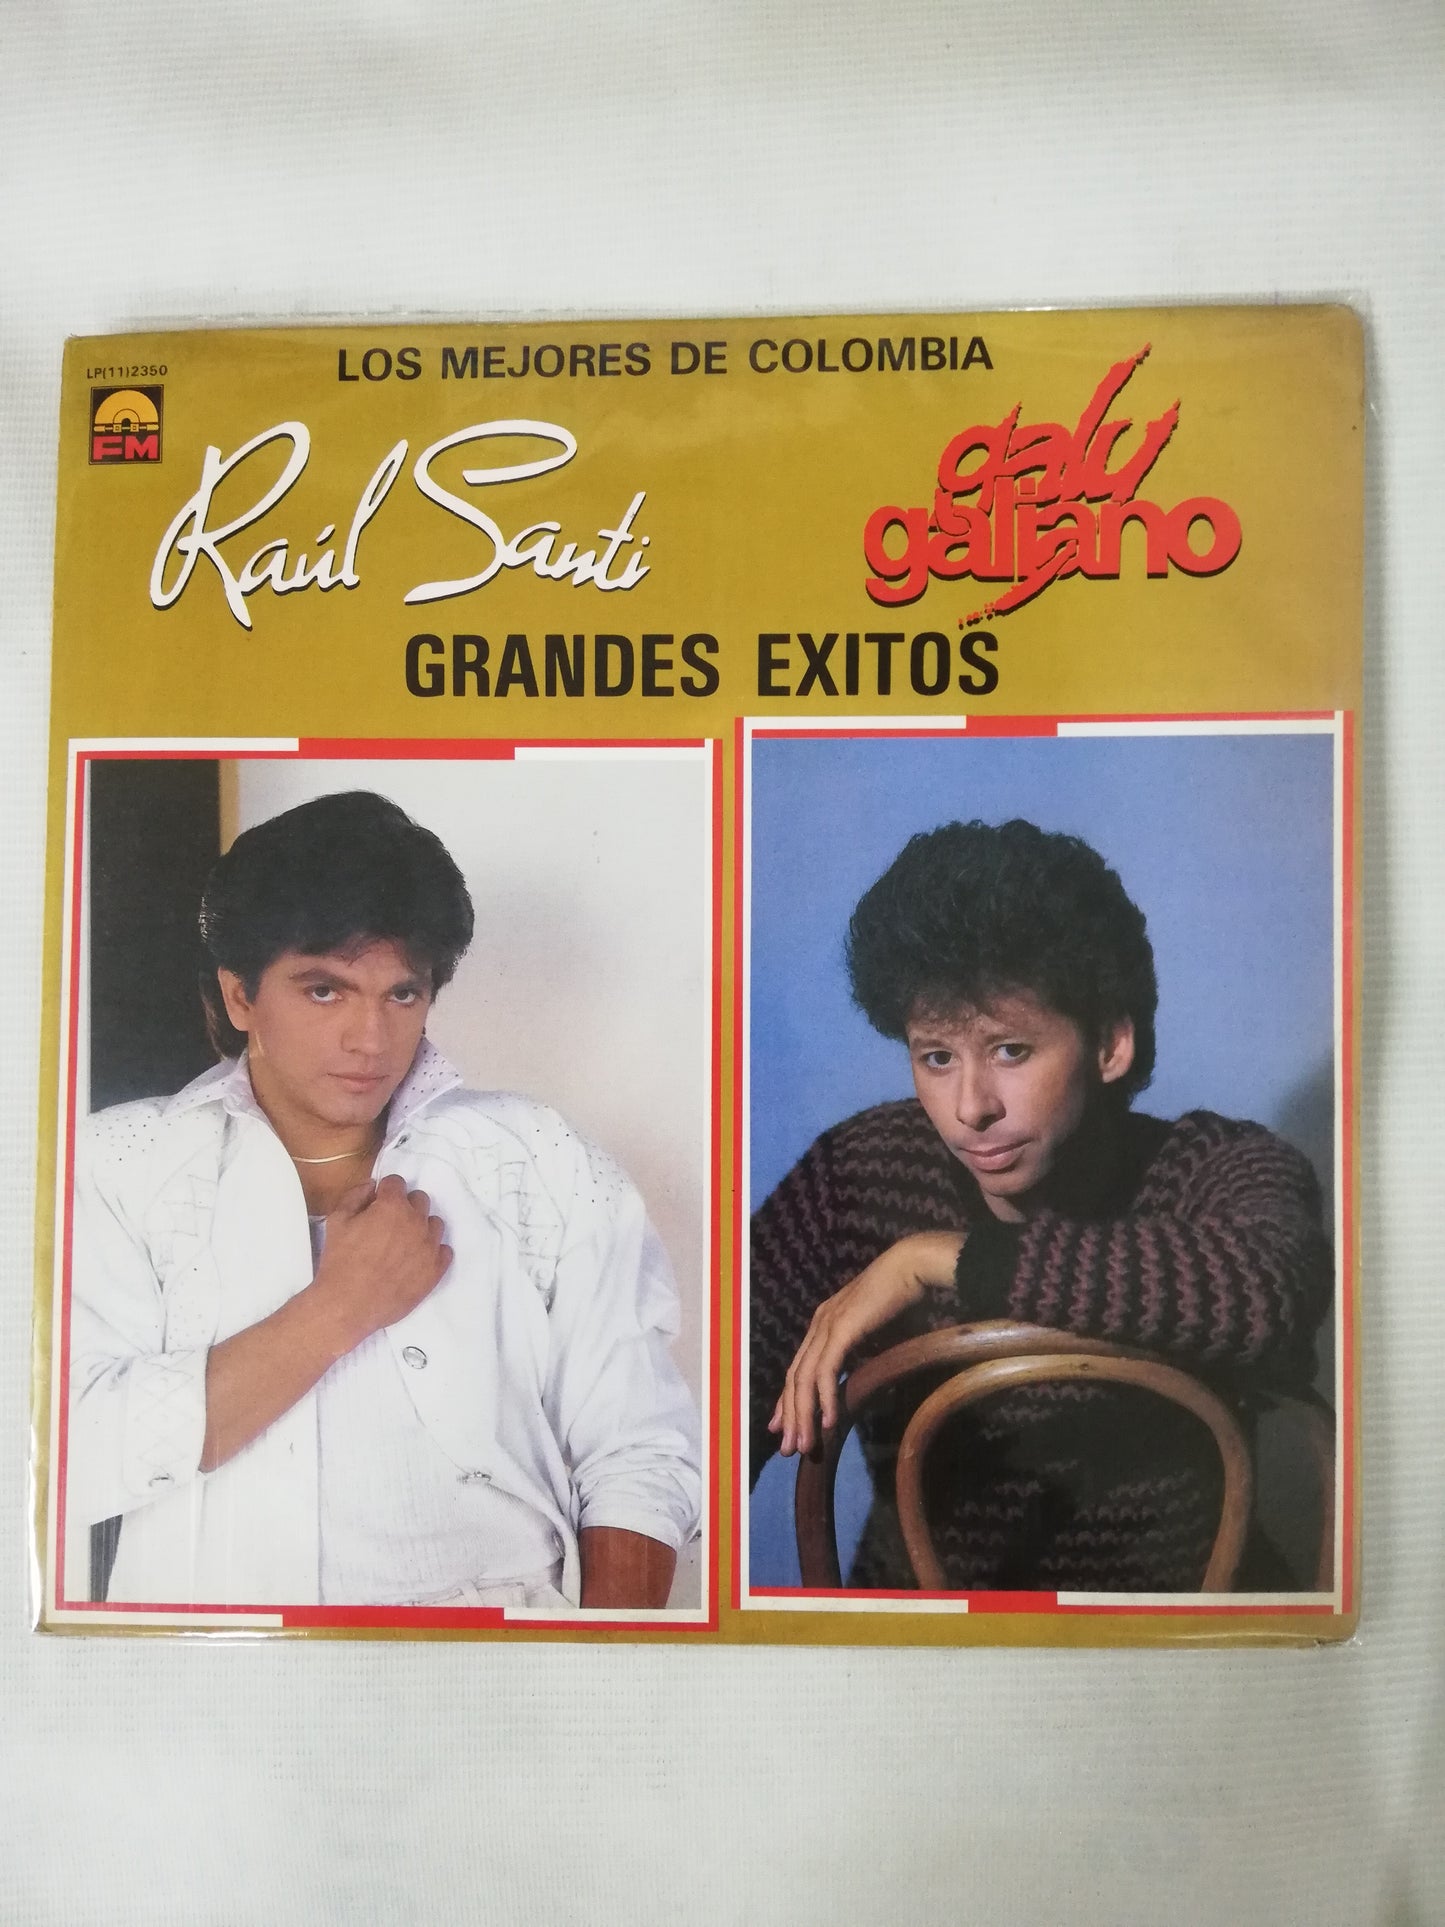 LOS MEJORES DE COLOMBIA
LP(11)2350
FM
Raúl Santi
galy galiano
GRANDES EXITOS